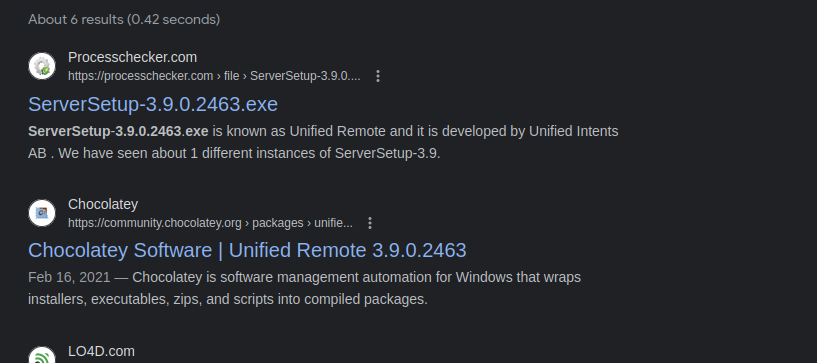 About 6 results (0.42 seconds)
Processchecker.com
https://processchecker.com › file › ServerSetup-3.9.0....
ServerSetup-3.9.0.2463.exe
ServerSetup-3.9.0.2463.exe is known as Unified Remote and it is developed by Unified Intents
AB . We have seen about 1 different instances of ServerSetup-3.9.
Chocolatey
https://community.chocolatey.org › packages › unifie...
Chocolatey Software | Unified Remote 3.9.0.2463
Feb 16, 2021 — Chocolatey is software management automation for Windows that wraps
installers, executables, zips, and scripts into compiled packages.
LO4D.com